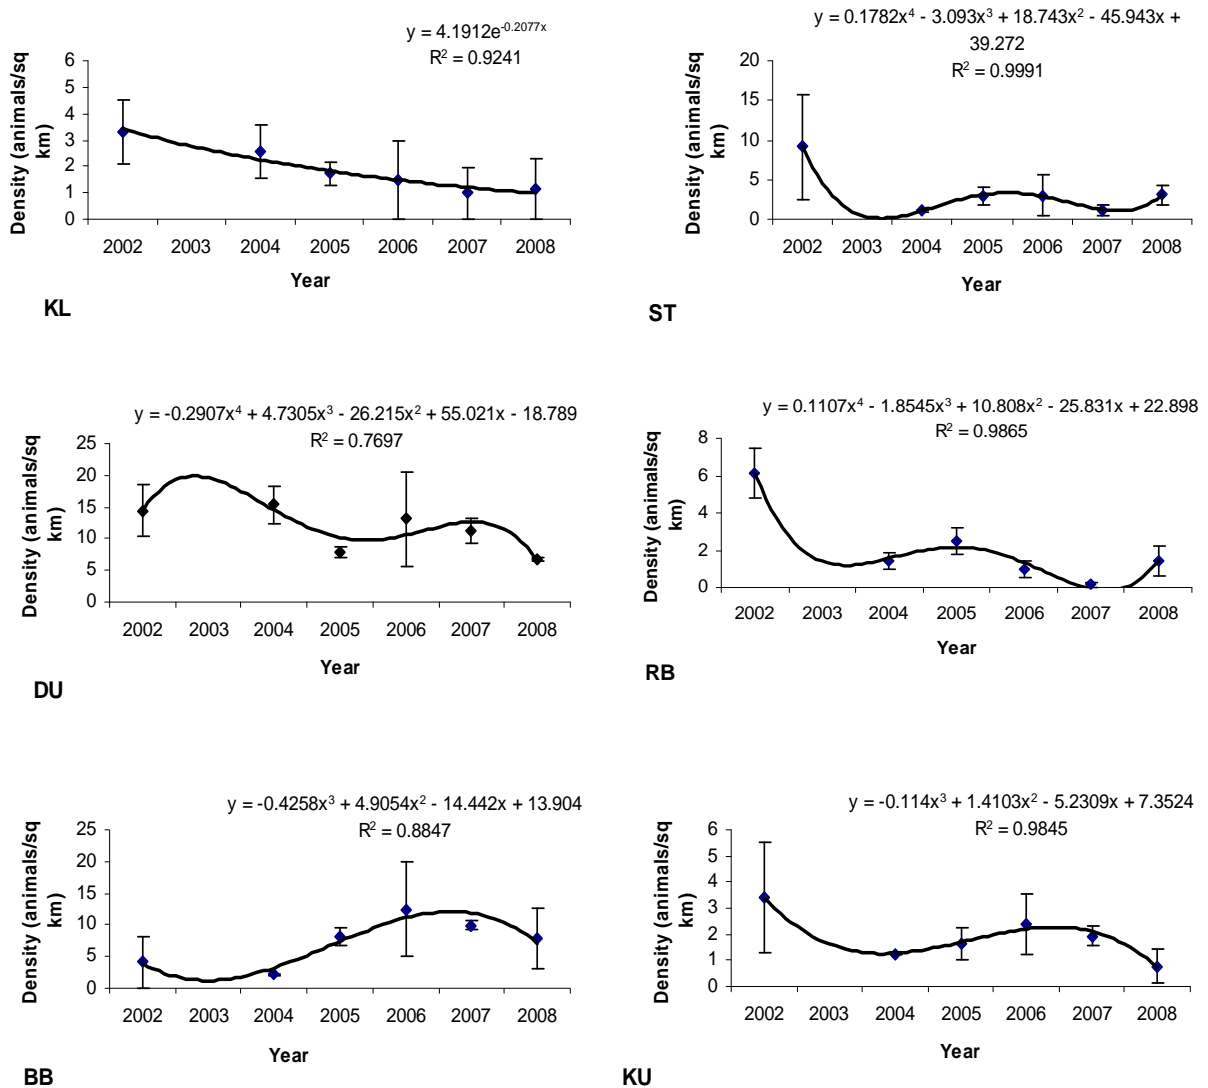 y = 4.1912e^-0.2077x
R² = 0.9241
Density (animals/sq
km)
6
5
4
3
2
1
0
2002 2003 2004 2005 2006 2007 2008
Year
KL
y = 0.1782x⁴ - 3.093x³ + 18.743x² - 45.943x +
39.272
R² = 0.9991
Density (animals/sq
km)
20
15
10
5
0
2002 2003 2004 2005 2006 2007 2008
Year
ST
y = -0.2907x⁴ + 4.7305x³ - 26.215x² + 55.021x - 18.789
R² = 0.7697
Density (animals/sq
km)
25
20
15
10
5
0
2002 2003 2004 2005 2006 2007 2008
Year
DU
y = 0.1107x⁴ - 1.8545x³ + 10.808x² - 25.831x + 22.898
R² = 0.9865
Density (animals/sq
km)
8
6
4
2
0
2002 2003 2004 2005 2006 2007 2008
Year
RB
y = -0.4258x³ + 4.9054x² - 14.442x + 13.904
R² = 0.8847
Density (animals/sq
km)
25
20
15
10
5
0
2002 2003 2004 2005 2006 2007 2008
Year
BB
y = -0.114x³ + 1.4103x² - 5.2309x + 7.3524
R² = 0.9845
Density (animals/sq
km)
6
5
4
3
2
1
0
2002 2003 2004 2005 2006 2007 2008
Year
KU